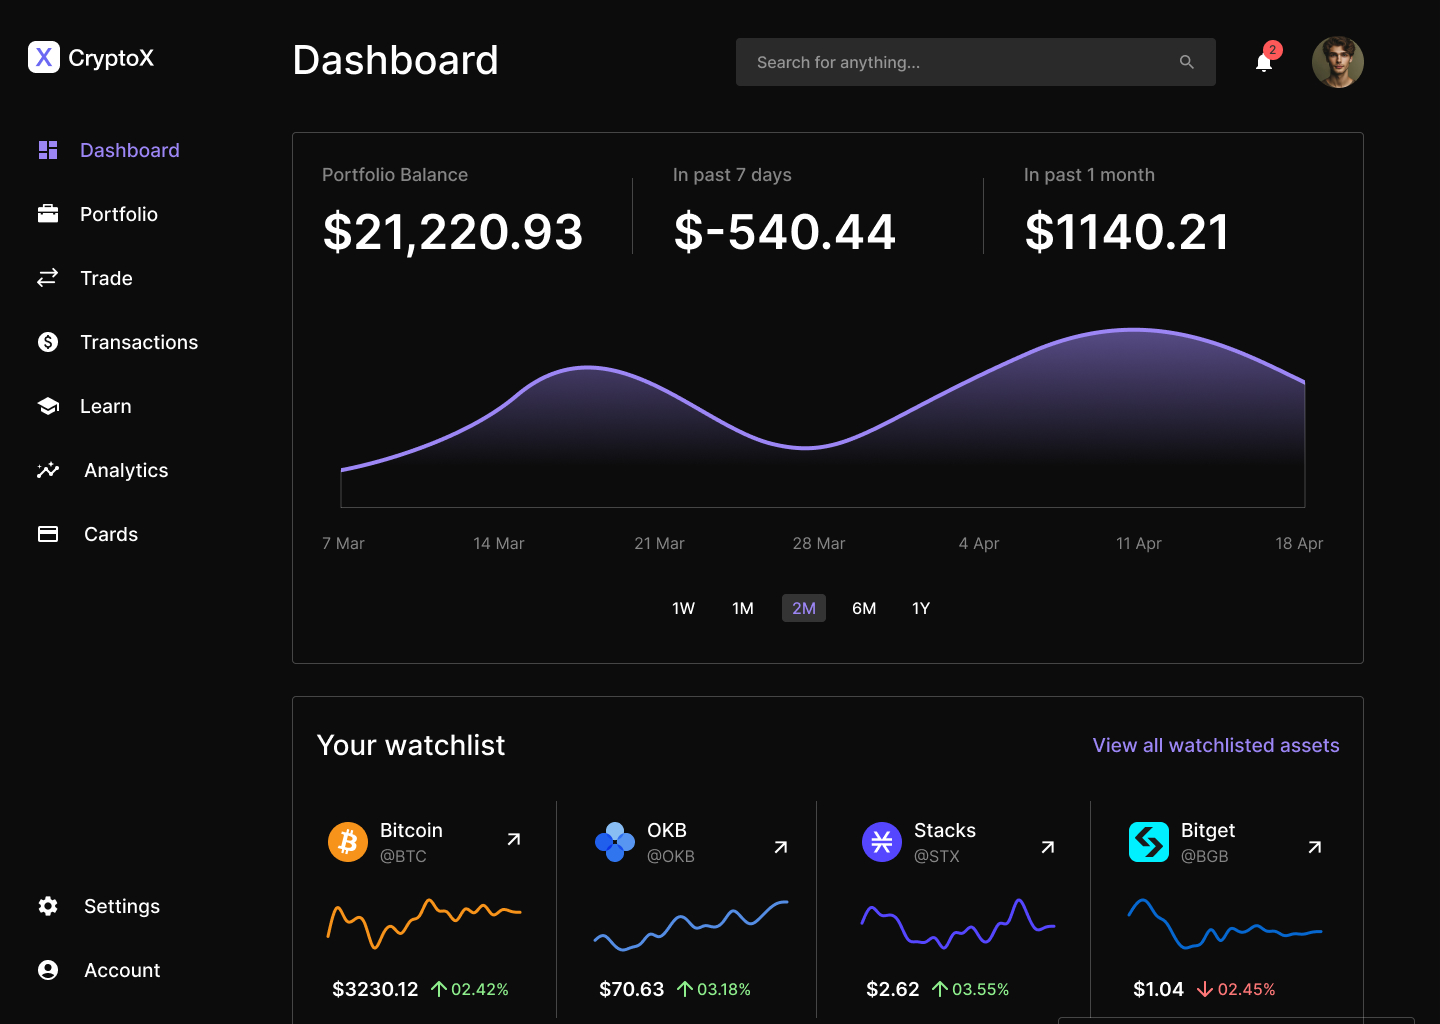 X CryptoX
Dashboard
Search for anything...
2
Dashboard
Portfolio
Trade
Transactions
Learn
Analytics
Cards
Settings
Account
Portfolio Balance
$21,220.93
In past 7 days
$-540.44
In past 1 month
$1140.21
7 Mar 14 Mar 21 Mar 28 Mar 4 Apr 11 Apr 18 Apr
1W 1M 2M 6M 1Y
Your watchlist
View all watchlisted assets
Bitcoin
@BTC
$3230.12 02.42%
OKB
@OKB
$70.63 03.18%
Stacks
@STX
$2.62 03.55%
Bitget
@BGB
$1.04 02.45%